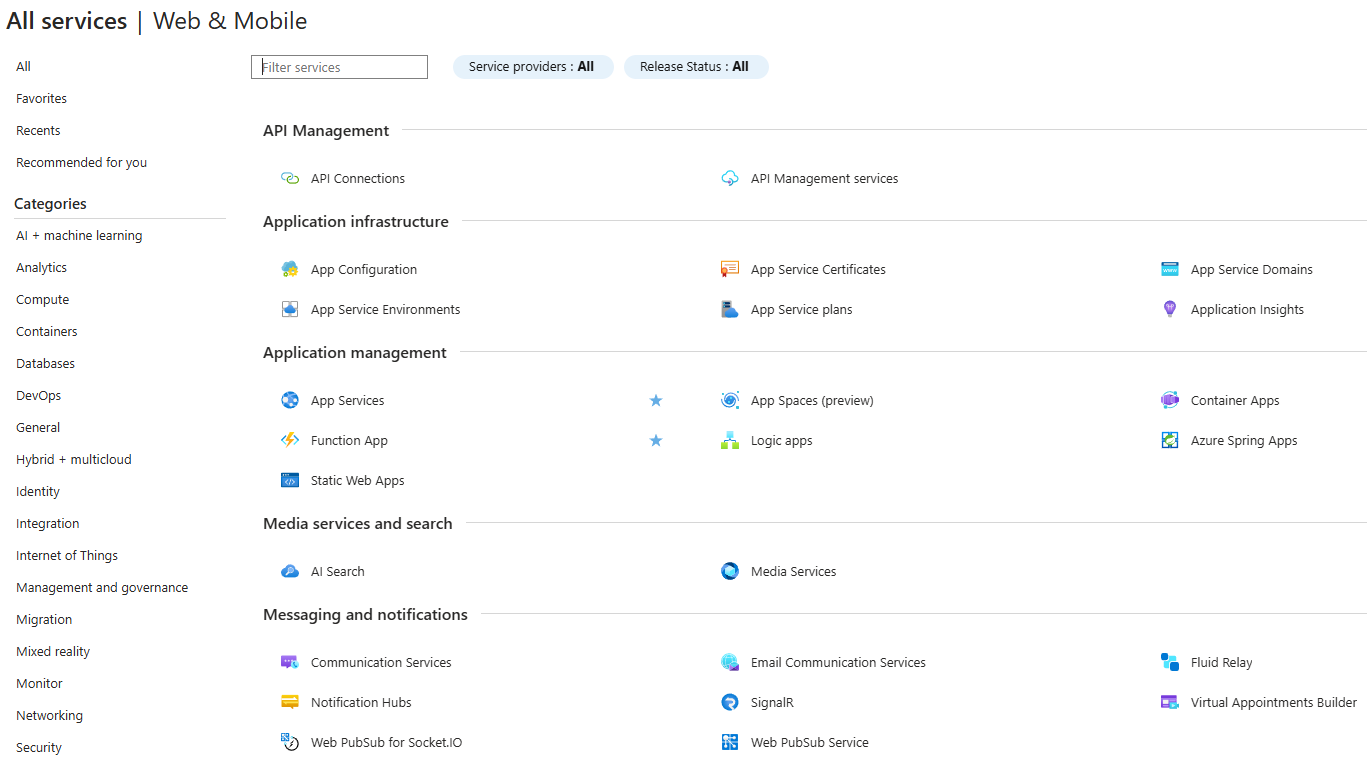 All services | Web & Mobile
All
Favorites
Recents
Recommended for you
Categories
AI + machine learning
Analytics
Compute
Containers
Databases
DevOps
General
Hybrid + multicloud
Identity
Integration
Internet of Things
Management and governance
Migration
Mixed reality
Monitor
Networking
Security
Filter services
Service providers : All
Release Status : All
API Management
API Connections
API Management services
Application infrastructure
App Configuration
App Service Certificates
App Service Domains
App Service Environments
App Service plans
Application Insights
Application management
App Services
App Spaces (preview)
Container Apps
Function App
Logic apps
Azure Spring Apps
Static Web Apps
Media services and search
AI Search
Media Services
Messaging and notifications
Communication Services
Email Communication Services
Fluid Relay
Notification Hubs
SignalR
Virtual Appointments Builder
Web PubSub for Socket.IO
Web PubSub Service